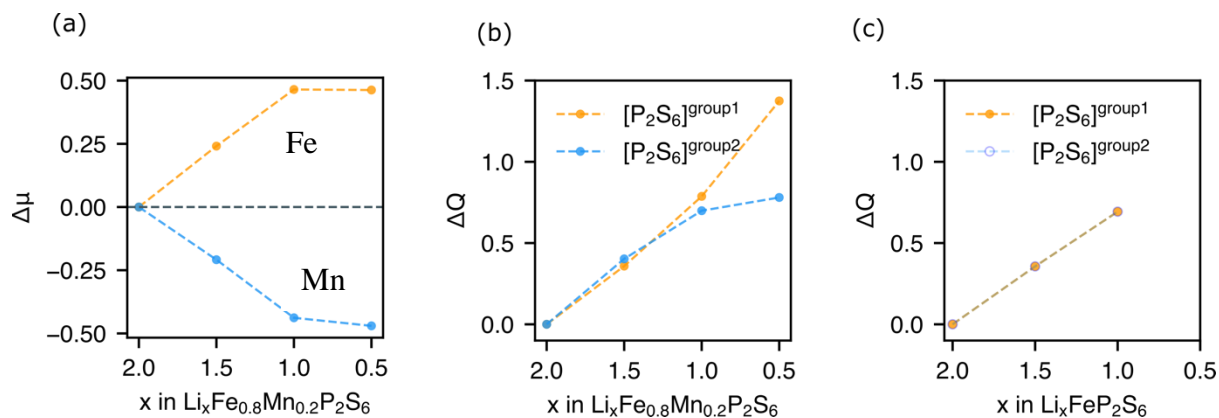 (a)
0.50
0.25
0.00
−0.25
−0.50
Δμ
Fe
Mn
2.0 1.5 1.0 0.5
x in Li₂Fe₀.₈Mn₀.₂P₂S₆
(b)
1.5
1.0
0.5
0.0
ΔQ
[P₂S₆]ᵍʳᵒᵘᵖ¹
[P₂S₆]ᵍʳᵒᵘᵖ²
2.0 1.5 1.0 0.5
x in LiₓFe₀.₈Mn₀.₂P₂S₆
(c)
1.5
1.0
0.5
0.0
ΔQ
[P₂S₆]ᵍʳᵒᵘᵖ¹
[P₂S₆]ᵍʳᵒᵘᵖ²
2.0 1.5 1.0 0.5
x in LiₓFeP₂S₆